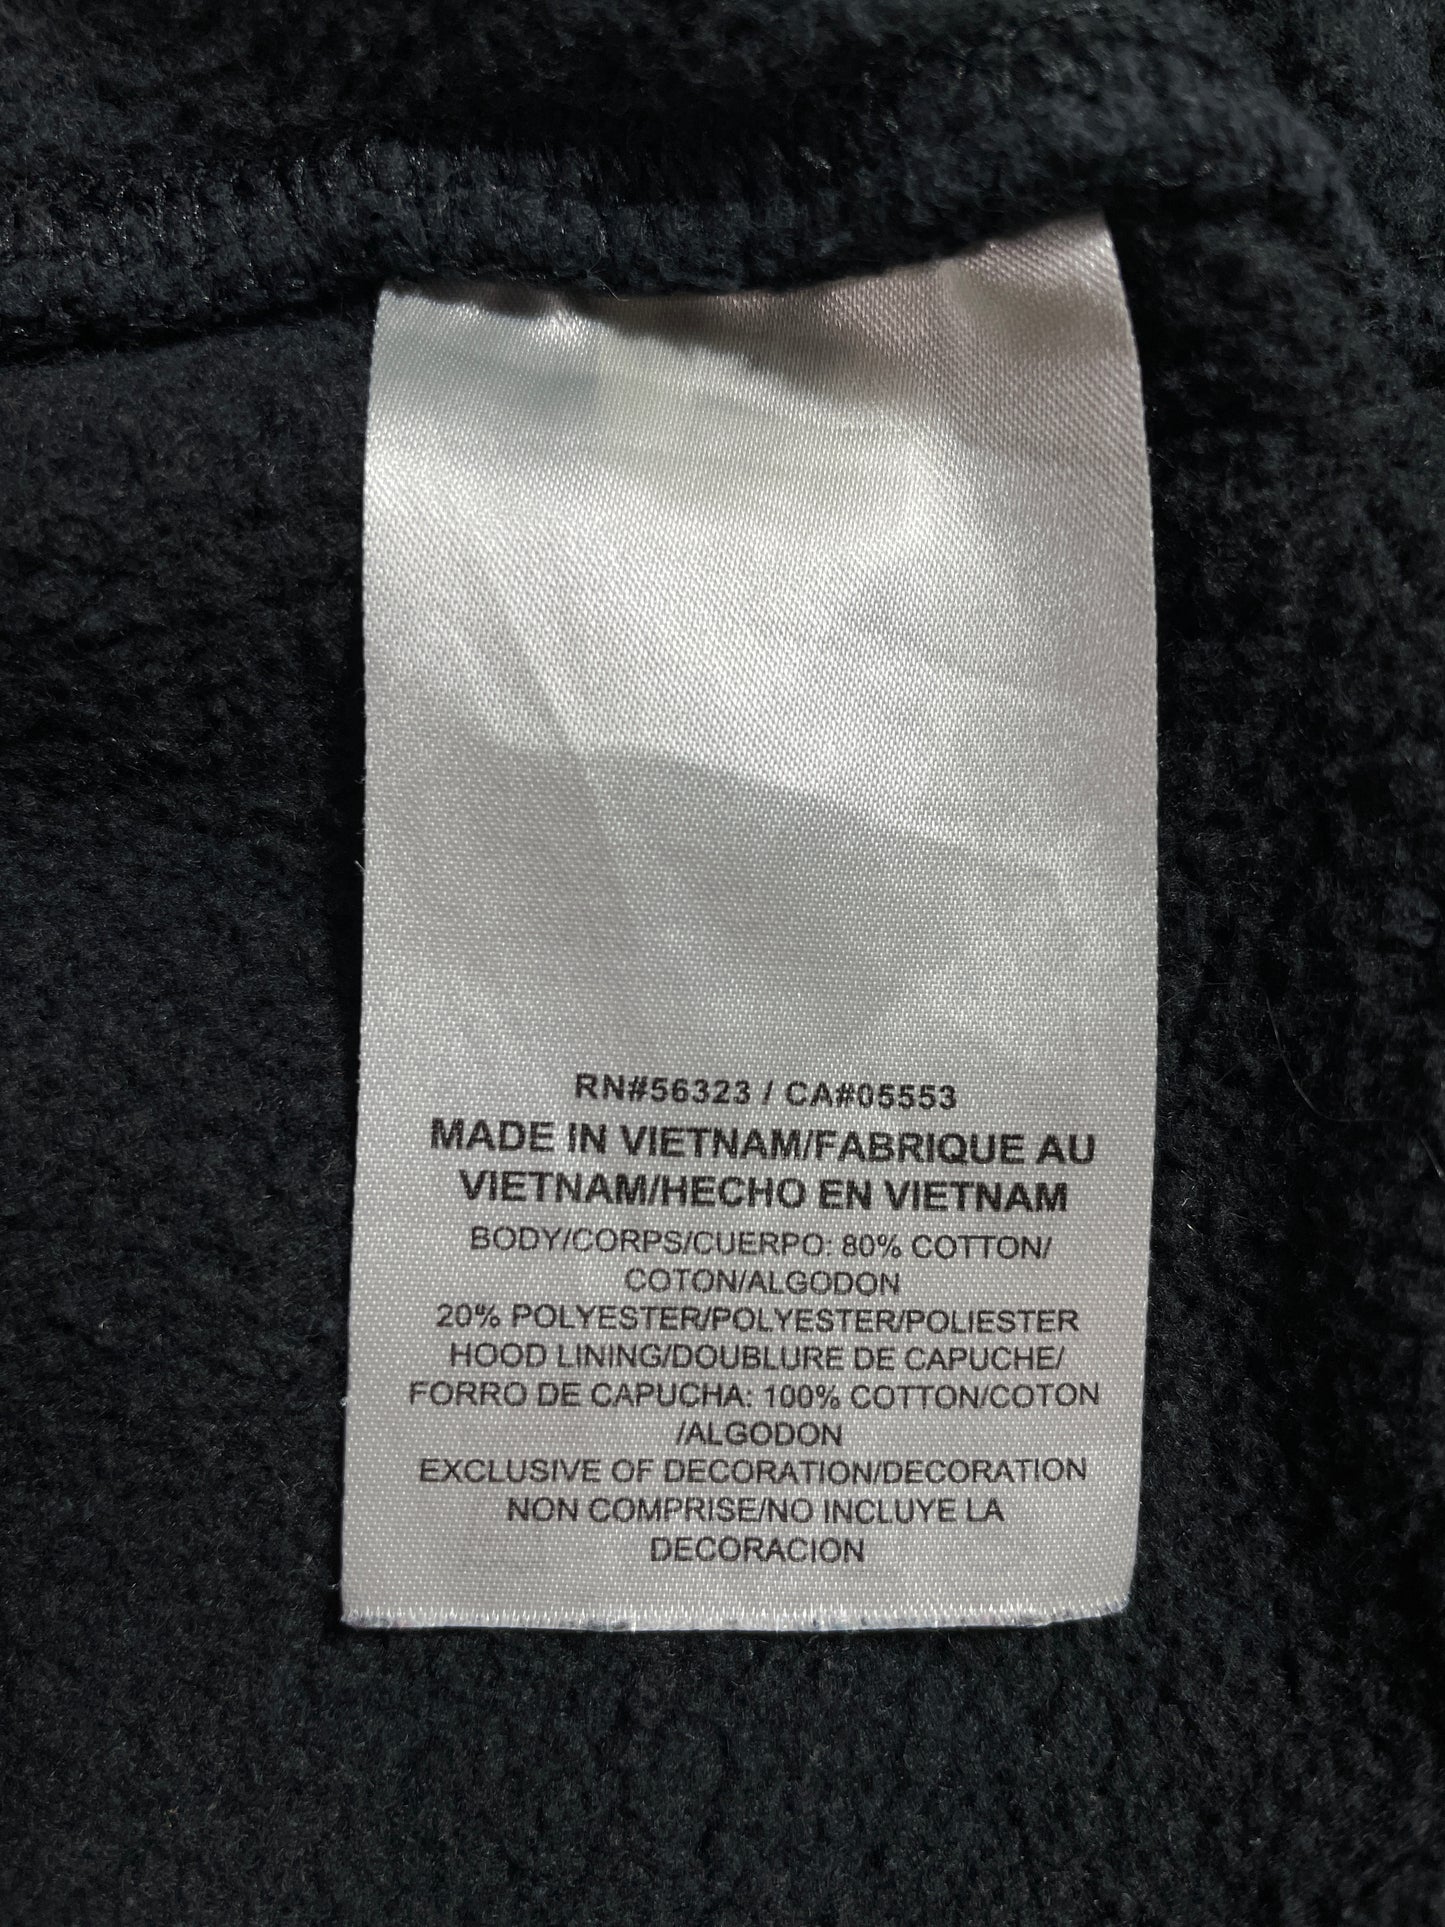 RN#56323 / CA#05553
MADE IN VIETNAM/FABRIQUE AU
VIETNAM/HECHO EN VIETNAM
BODY/CORPS/CUERPO: 80% COTTON/
COTON/ALGODON
20% POLYESTER/POLYESTER/POLIESTER
HOOD LINING/DOUBLURE DE CAPUCHE/
FORRO DE CAPUCHA: 100% COTTON/COTON
/ALGODON
EXCLUSIVE OF DECORATION/DECORATION
NON COMPRISE/NO INCLUYE LA
DECORACION